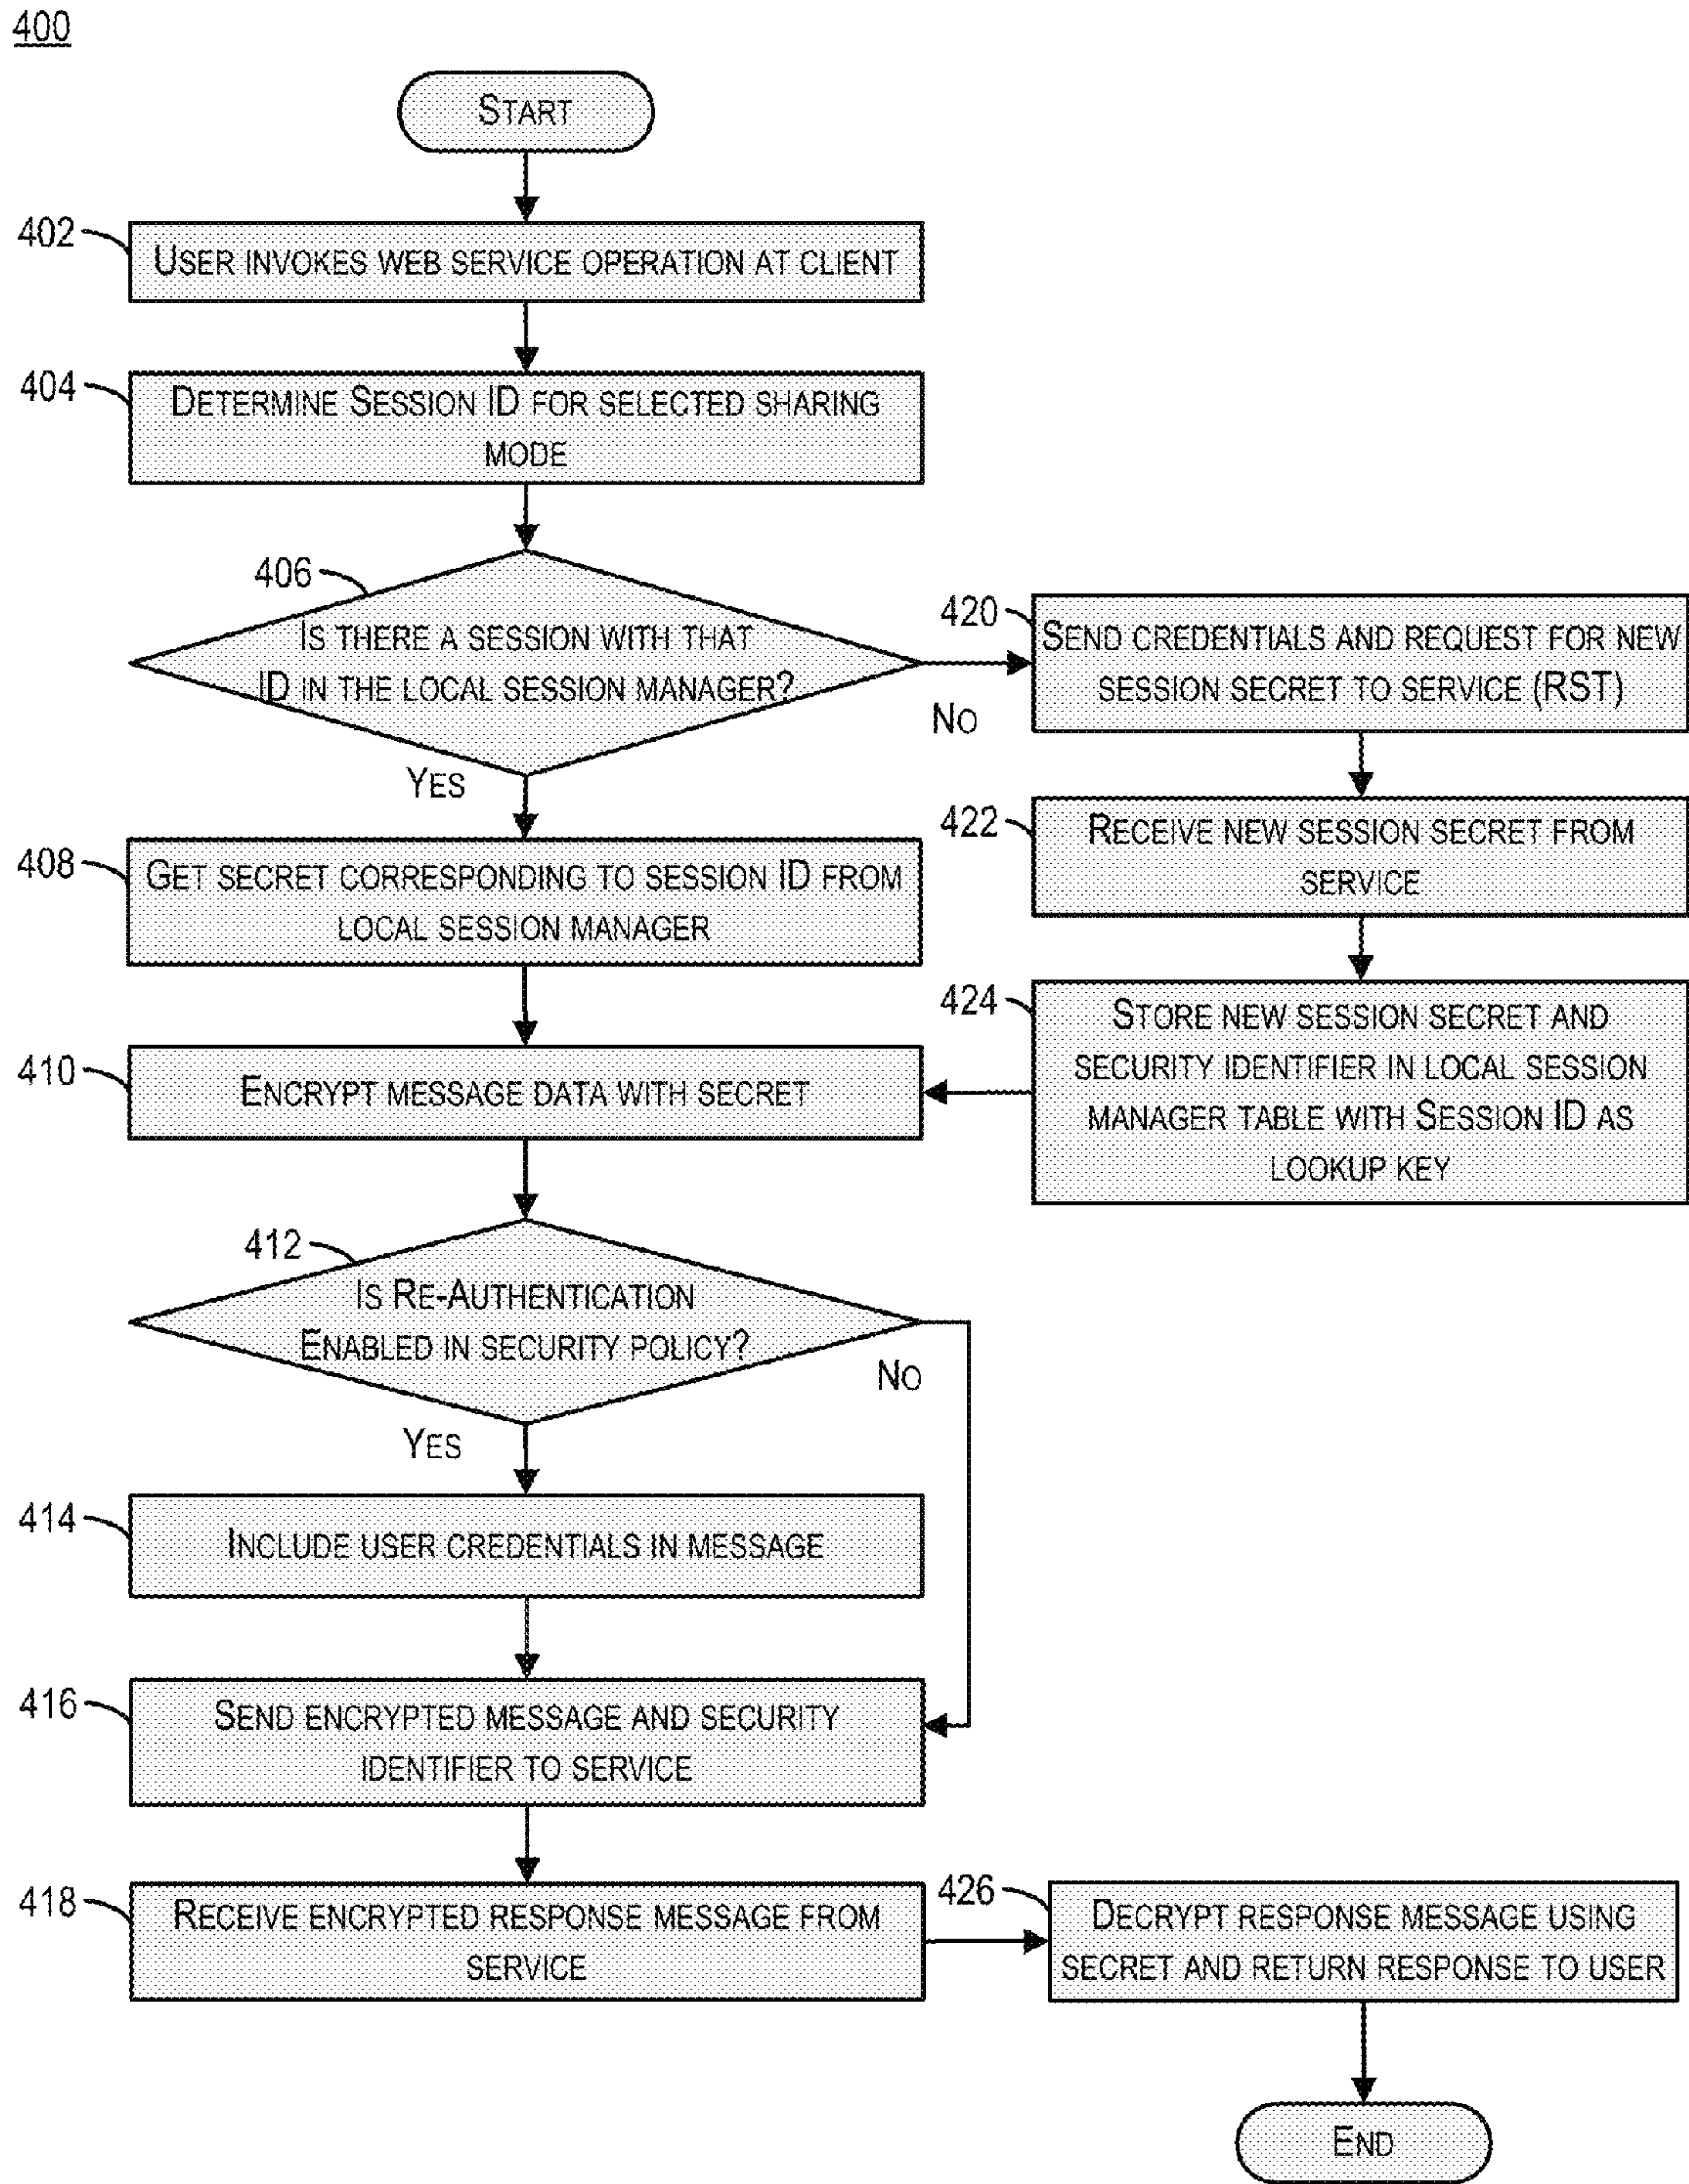 400
START
402
USER INVOKES WEB SERVICE OPERATION AT CLIENT
404
DETERMINE SESSION ID FOR SELECTED SHARING
MODE
406
IS THERE A SESSION WITH THAT
ID IN THE LOCAL SESSION MANAGER?
NO
YES
420
SEND CREDENTIALS AND REQUEST FOR NEW
SESSION SECRET TO SERVICE (RST)
422
RECEIVE NEW SESSION SECRET FROM
SERVICE
424
STORE NEW SESSION SECRET AND
SECURITY IDENTIFIER IN LOCAL SESSION
MANAGER TABLE WITH SESSION ID AS
LOOKUP KEY
408
GET SECRET CORRESPONDING TO SESSION ID FROM
LOCAL SESSION MANAGER
410
ENCRYPT MESSAGE DATA WITH SECRET
412
IS RE-AUTHENTICATION
ENABLED IN SECURITY POLICY?
NO
YES
414
INCLUDE USER CREDENTIALS IN MESSAGE
416
SEND ENCRYPTED MESSAGE AND SECURITY
IDENTIFIER TO SERVICE
418
RECEIVE ENCRYPTED RESPONSE MESSAGE FROM
SERVICE
426
DECRYPT RESPONSE MESSAGE USING
SECRET AND RETURN RESPONSE TO USER
END